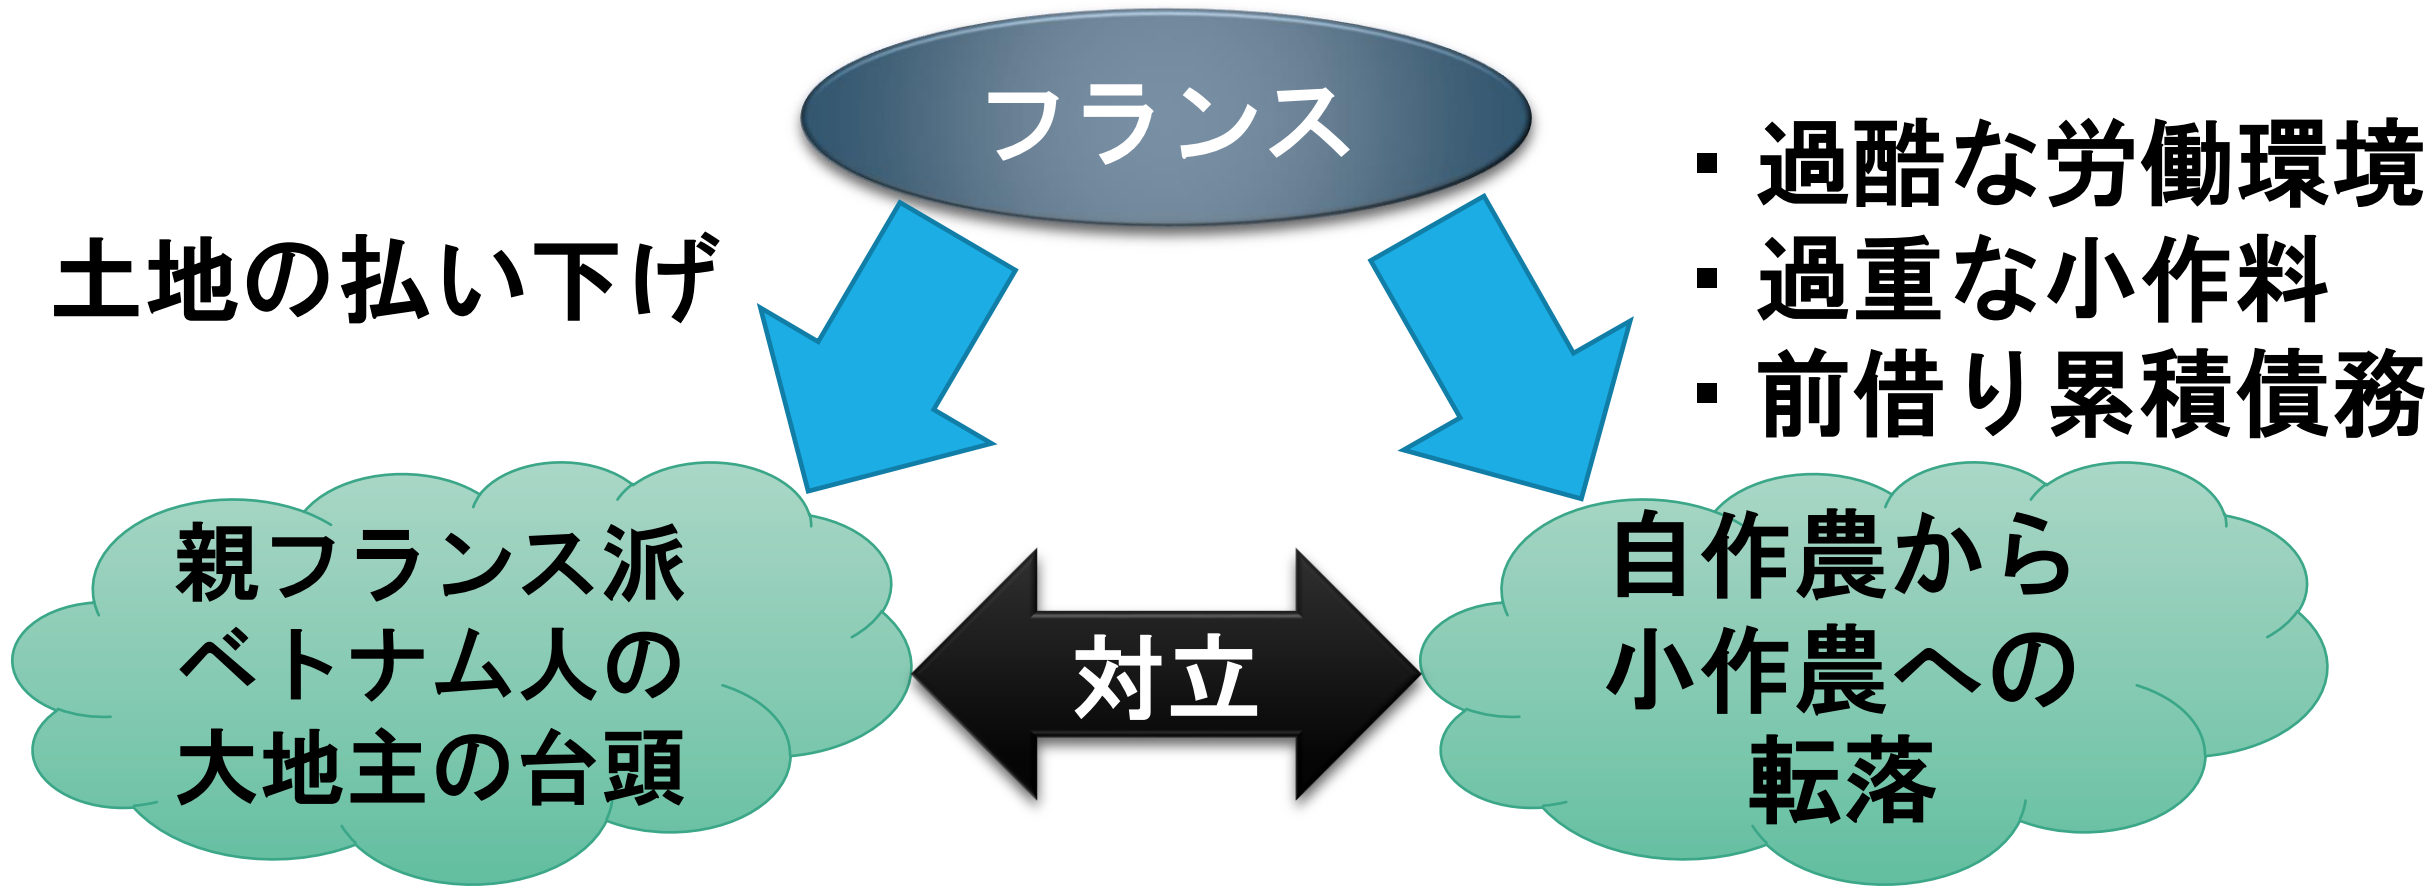 フランス
土地の払い下げ
▪過酷な労働環境
▪過重な小作料
▪前借り累積債務
親フランス派
ベトナム人の
大地主の台頭
対立
自作農から
小作農への
転落